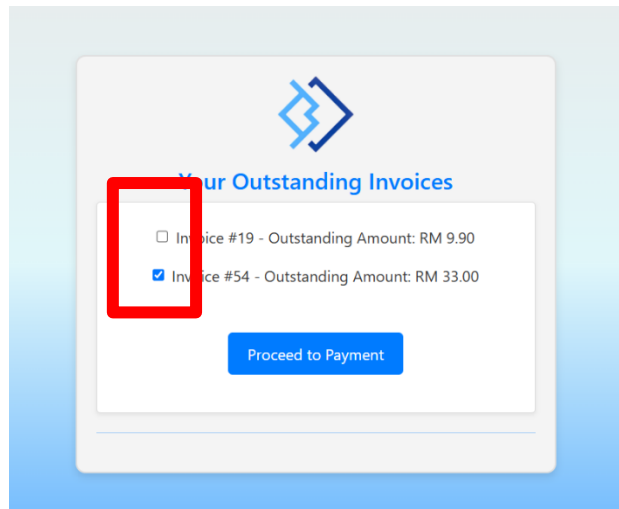 Your Outstanding Invoices
Invoice #19 - Outstanding Amount: RM 9.90
Invoice #54 - Outstanding Amount: RM 33.00
Proceed to Payment